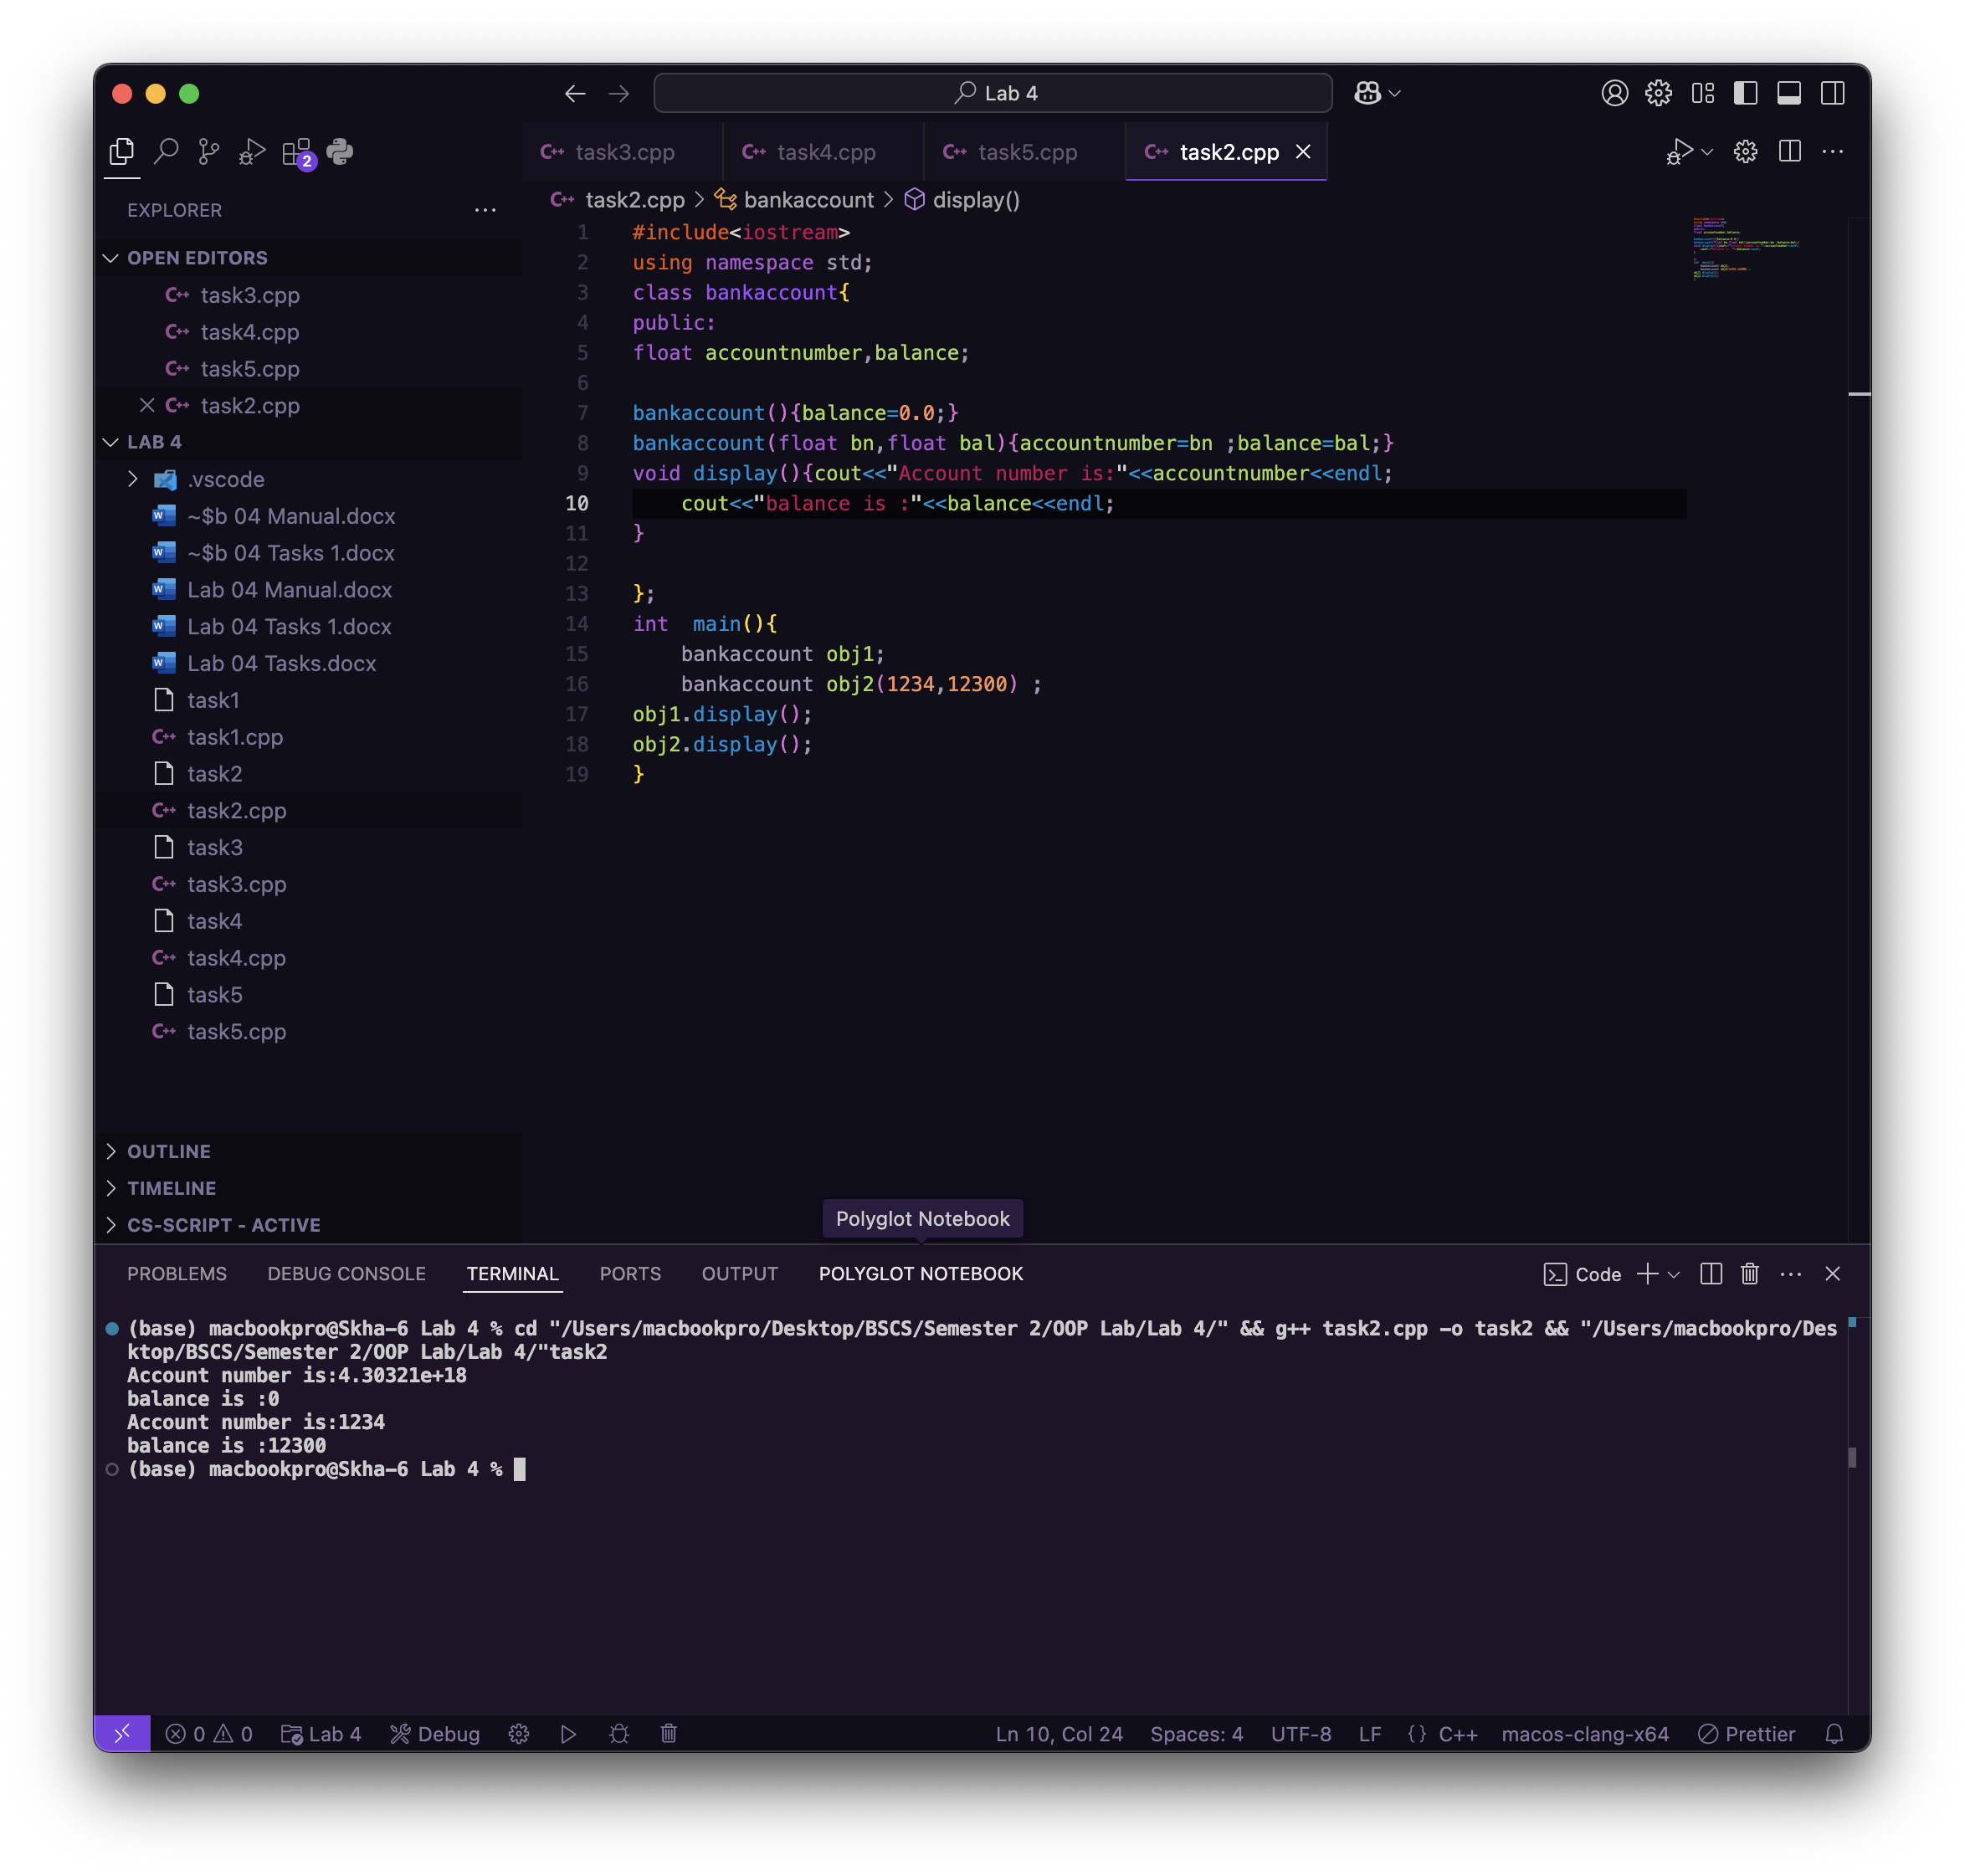 Lab 4
2
task3.cpp
task4.cpp
task5.cpp
task2.cpp
EXPLORER
OPEN EDITORS
task3.cpp
task4.cpp
task5.cpp
task2.cpp
LAB 4
.vscode
~$b 04 Manual.docx
~$b 04 Tasks 1.docx
Lab 04 Manual.docx
Lab 04 Tasks 1.docx
Lab 04 Tasks.docx
task1
task1.cpp
task2
task2.cpp
task3
task3.cpp
task4
task4.cpp
task5
task5.cpp
OUTLINE
TIMELINE
CS-SCRIPT - ACTIVE
task2.cpp > bankaccount > display()
1 #include<iostream>
2 using namespace std;
3 class bankaccount{
4 public:
5 float accountnumber,balance;
6
7 bankaccount(){balance=0.0;}
8 bankaccount(float bn,float bal){accountnumber=bn ;balance=bal;}
9 void display(){cout<<"Account number is:"<<accountnumber<<endl;
10     cout<<"balance is :"<<balance<<endl;
11 }
12
13 };
14 int  main(){
15     bankaccount obj1;
16     bankaccount obj2(1234,12300) ;
17 obj1.display();
18 obj2.display();
19 }
Polyglot Notebook
PROBLEMS
DEBUG CONSOLE
TERMINAL
PORTS
OUTPUT
POLYGLOT NOTEBOOK
Code
(base) macbookpro@Skha-6 Lab 4 % cd "/Users/macbookpro/Desktop/BSCS/Semester 2/OOP Lab/Lab 4/" && g++ task2.cpp -o task2 && "/Users/macbookpro/Des
ktop/BSCS/Semester 2/OOP Lab/Lab 4/"task2
Account number is:4.30321e+18
balance is :0
Account number is:1234
balance is :12300
(base) macbookpro@Skha-6 Lab 4 %
0 0 Lab 4 Debug
Ln 10, Col 24 Spaces: 4 UTF-8 LF {} C++ macos-clang-x64 Prettier